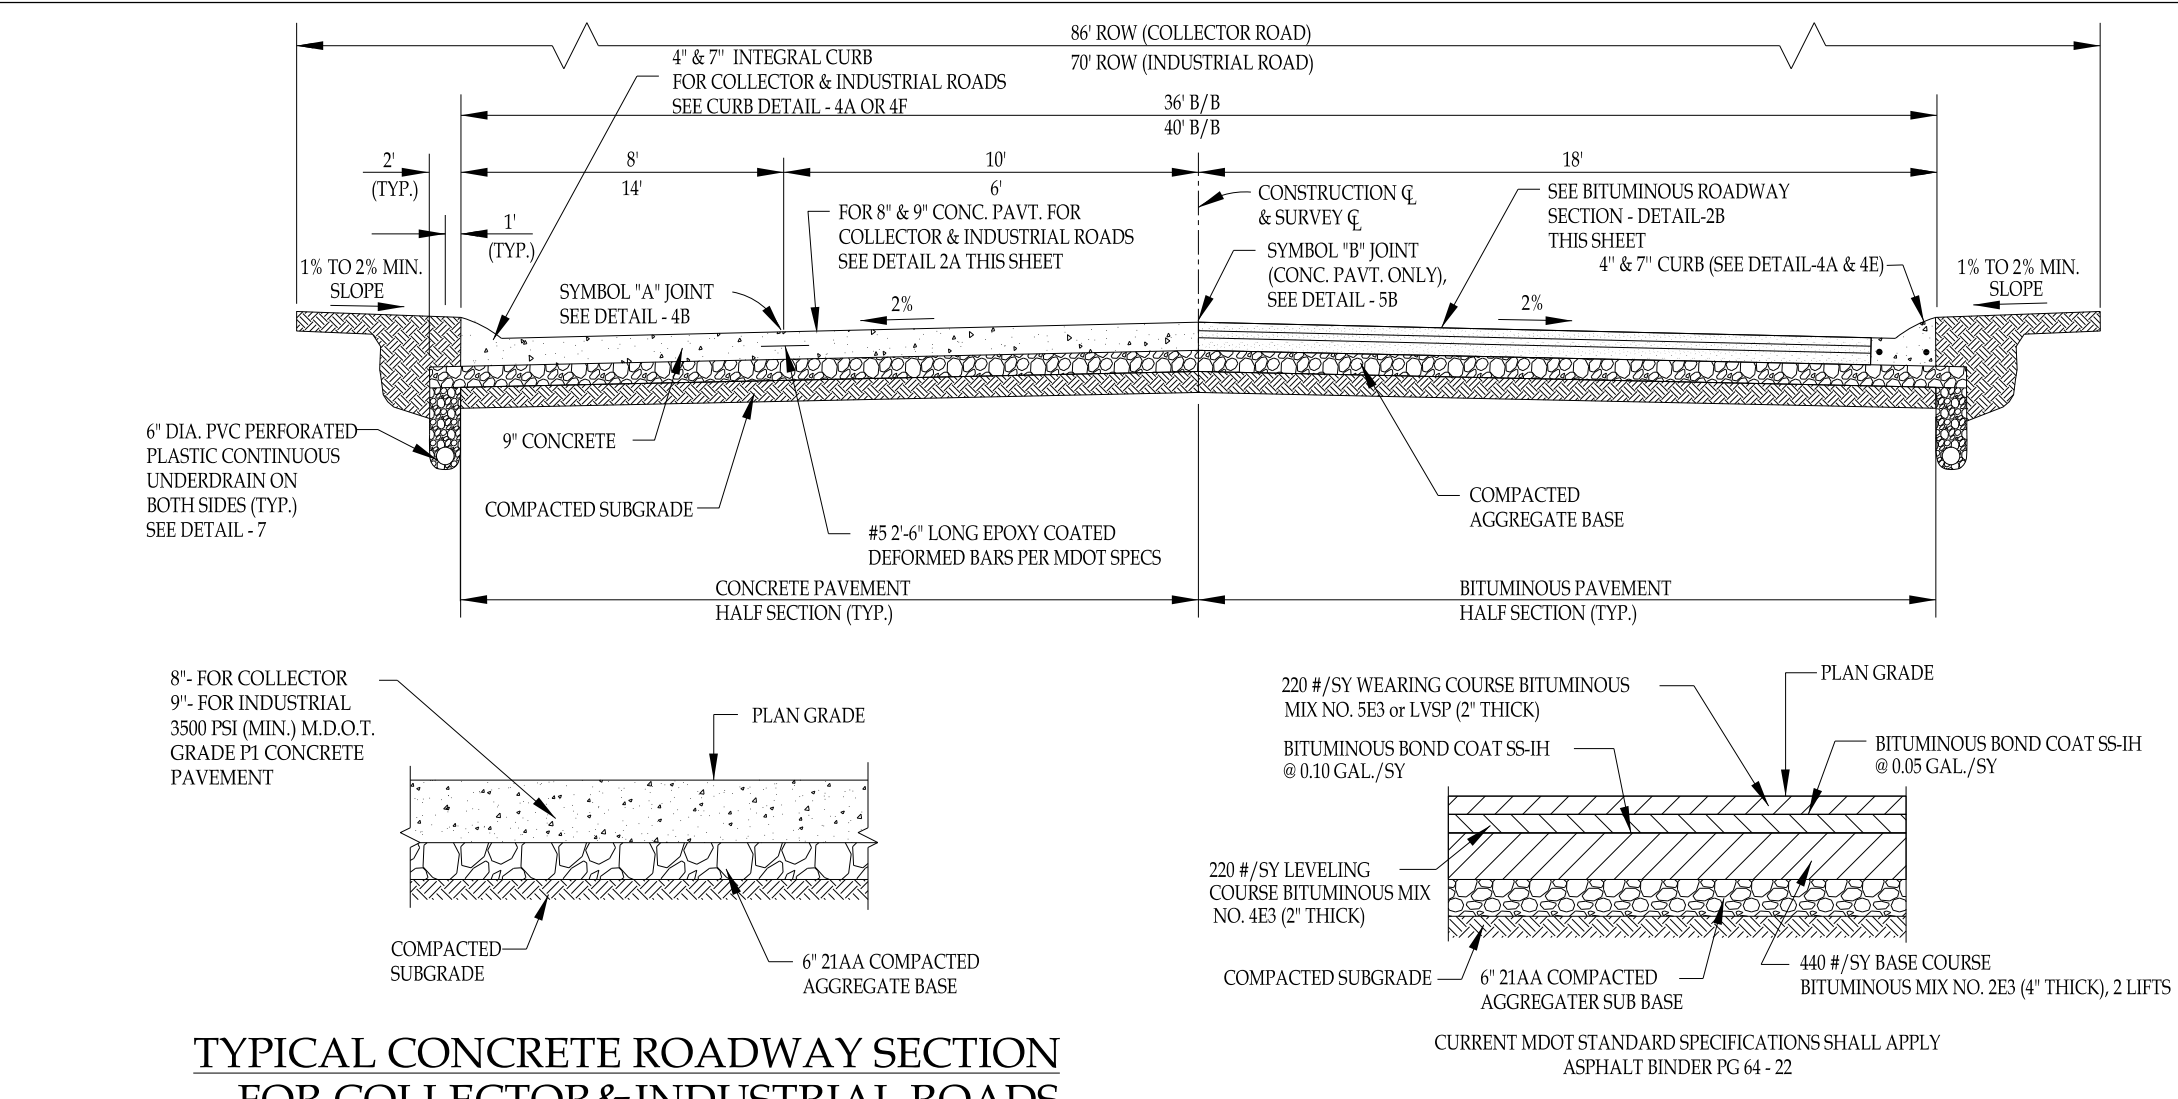 86' ROW (COLLECTOR ROAD)
70' ROW (INDUSTRIAL ROAD)
4" & 7" INTEGRAL CURB
FOR COLLECTOR & INDUSTRIAL ROADS
SEE CURB DETAIL - 4A OR 4F
36' B/B
40' B/B
2'
(TYP.)
8'
14'
10'
6'
18'
1'
(TYP.)
FOR 8" & 9" CONC. PAVT. FOR
COLLECTOR & INDUSTRIAL ROADS
SEE DETAIL 2A THIS SHEET
CONSTRUCTION ℄
& SURVEY ℄
SYMBOL "B" JOINT
(CONC. PAVT. ONLY),
SEE DETAIL - 5B
SEE BITUMINOUS ROADWAY
SECTION - DETAIL-2B
THIS SHEET
4" & 7" CURB (SEE DETAIL-4A & 4E)
1% TO 2% MIN.
SLOPE
1% TO 2% MIN.
SLOPE
SYMBOL "A" JOINT
SEE DETAIL - 4B
2%
2%
6" DIA. PVC PERFORATED
PLASTIC CONTINUOUS
UNDERDRAIN ON
BOTH SIDES (TYP.)
SEE DETAIL - 7
9" CONCRETE
COMPACTED SUBGRADE
#5 2'-6" LONG EPOXY COATED
DEFORMED BARS PER MDOT SPECS
COMPACTED
AGGREGATE BASE
CONCRETE PAVEMENT
HALF SECTION (TYP.)
BITUMINOUS PAVEMENT
HALF SECTION (TYP.)
8"- FOR COLLECTOR
9"- FOR INDUSTRIAL
3500 PSI (MIN.) M.D.O.T.
GRADE P1 CONCRETE
PAVEMENT
PLAN GRADE
COMPACTED
SUBGRADE
6" 21AA COMPACTED
AGGREGATE BASE
TYPICAL CONCRETE ROADWAY SECTION
FOR COLLECTOR & INDUSTRIAL ROADS
220 #/SY WEARING COURSE BITUMINOUS
MIX NO. 5E3 or LVSP (2" THICK)
PLAN GRADE
BITUMINOUS BOND COAT SS-IH
@ 0.10 GAL./SY
BITUMINOUS BOND COAT SS-IH
@ 0.05 GAL./SY
220 #/SY LEVELING
COURSE BITUMINOUS MIX
NO. 4E3 (2" THICK)
COMPACTED SUBGRADE
6" 21AA COMPACTED
AGGREGATER SUB BASE
440 #/SY BASE COURSE
BITUMINOUS MIX NO. 2E3 (4" THICK), 2 LIFTS
CURRENT MDOT STANDARD SPECIFICATIONS SHALL APPLY
ASPHALT BINDER PG 64 - 22